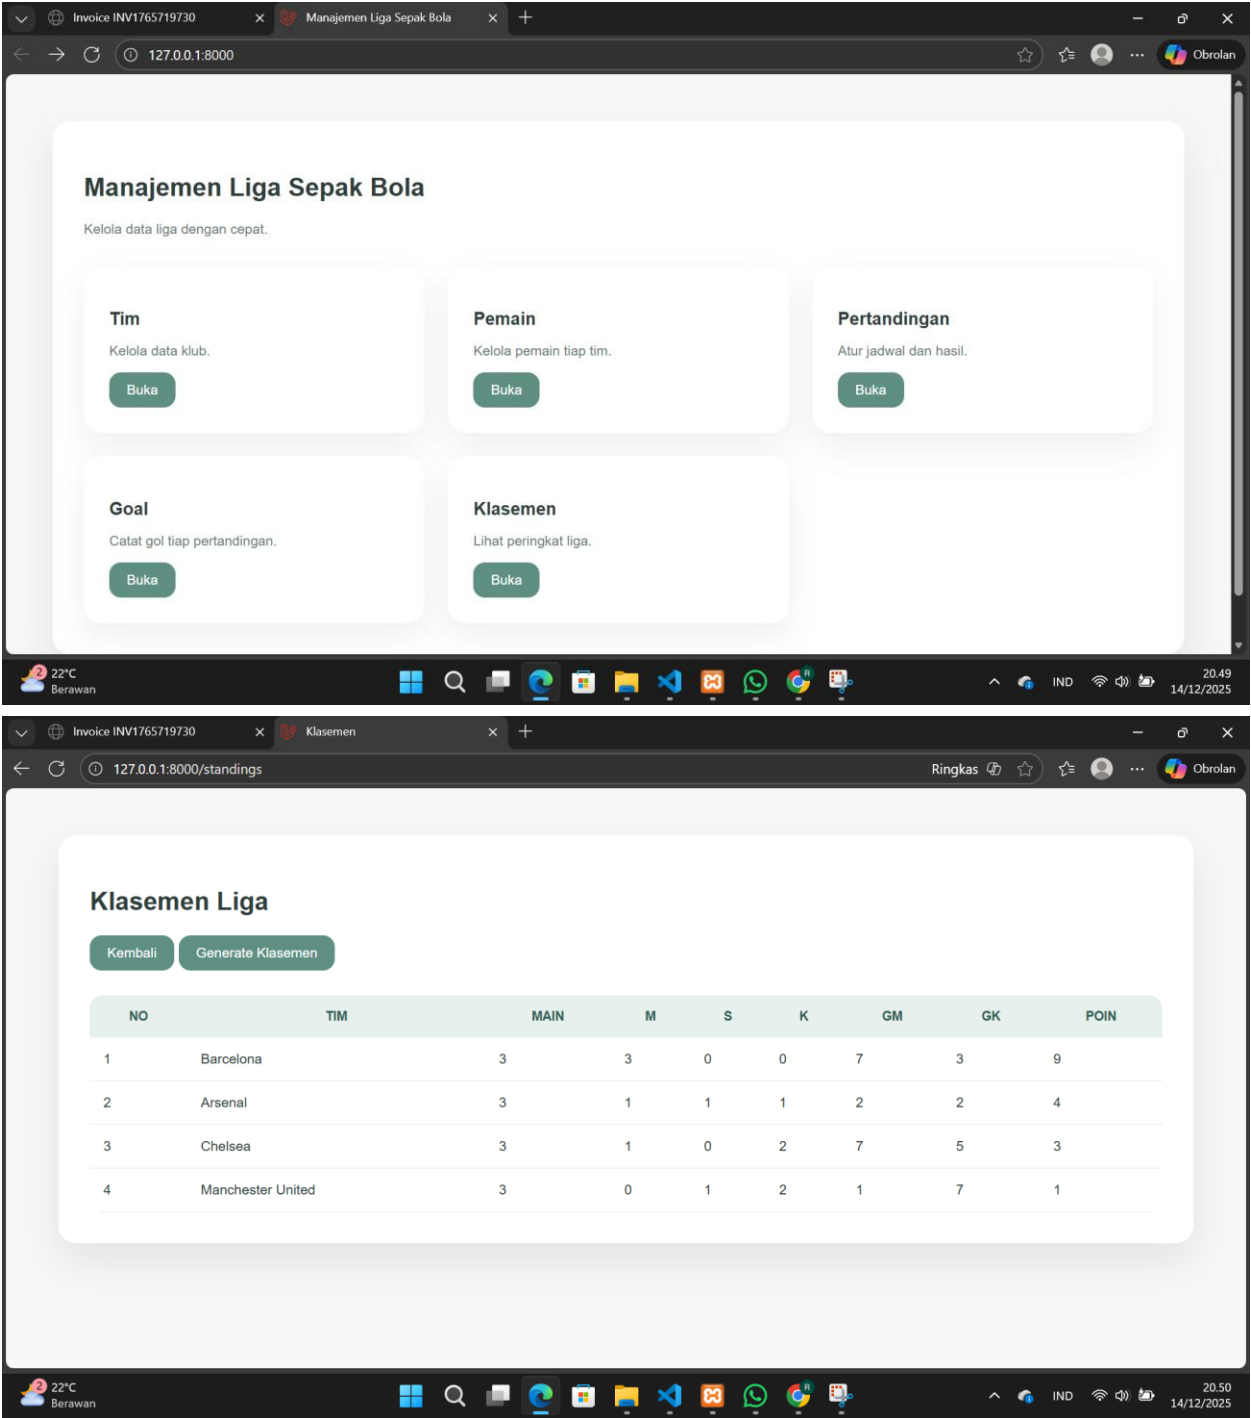 Invoice INV1765719730
Manajemen Liga Sepak Bola
127.0.0.1:8000
Obrolan
Manajemen Liga Sepak Bola
Kelola data liga dengan cepat.
Tim Pemain Pertandingan
Kelola data klub. Kelola pemain tiap tim. Atur jadwal dan hasil.
Buka Buka Buka
Goal Klasemen
Catat gol tiap pertandingan. Lihat peringkat liga.
Buka Buka
2
22°C
Berawan
R
IND
20.49
14/12/2025
Invoice INV1765719730
Klasemen
127.0.0.1:8000/standings
Ringkas
Obrolan
Klasemen Liga
Kembali Generate Klasemen
NO TIM MAIN M S K GM GK POIN
1 Barcelona 3 3 0 0 7 3 9
2 Arsenal 3 1 1 1 2 2 4
3 Chelsea 3 1 0 2 7 5 3
4 Manchester United 3 0 1 2 1 7 1
2
22°C
Berawan
R
IND
20.50
14/12/2025